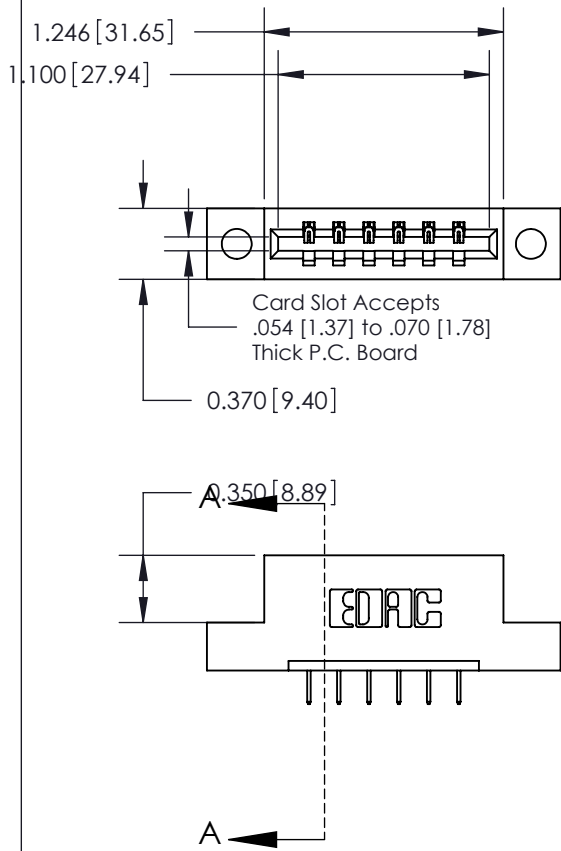 1.246 [31.65]
1.100 [27.94]
Card Slot Accepts
.054 [1.37] to .070 [1.78]
Thick P.C. Board
0.370 [9.40]
0.350 [8.89]
A
EDAC
A